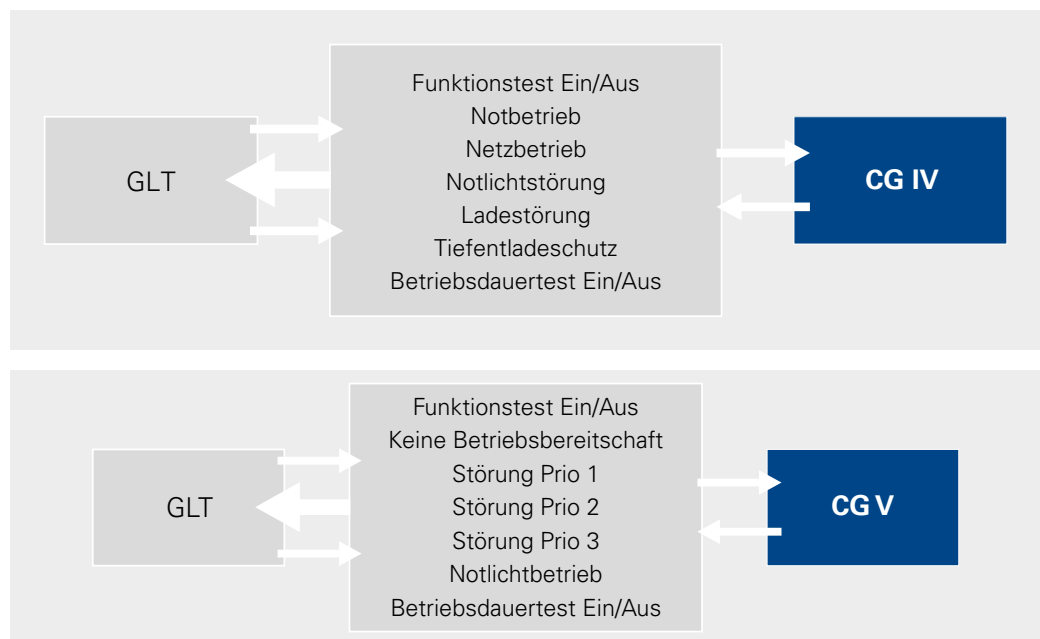 Funktionstest Ein/Aus
Notbetrieb
Netzbetrieb
Notlichtstörung
Ladestörung
Tiefentladeschutz
Betriebsdauertest Ein/Aus
GLT
CG IV
Funktionstest Ein/Aus
Keine Betriebsbereitschaft
Störung Prio 1
Störung Prio 2
Störung Prio 3
Notlichtbetrieb
Betriebsdauertest Ein/Aus
GLT
CG V